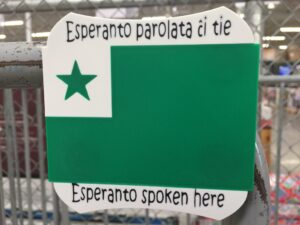 Esperanto parolata ĉi tie
Esperanto spoken here